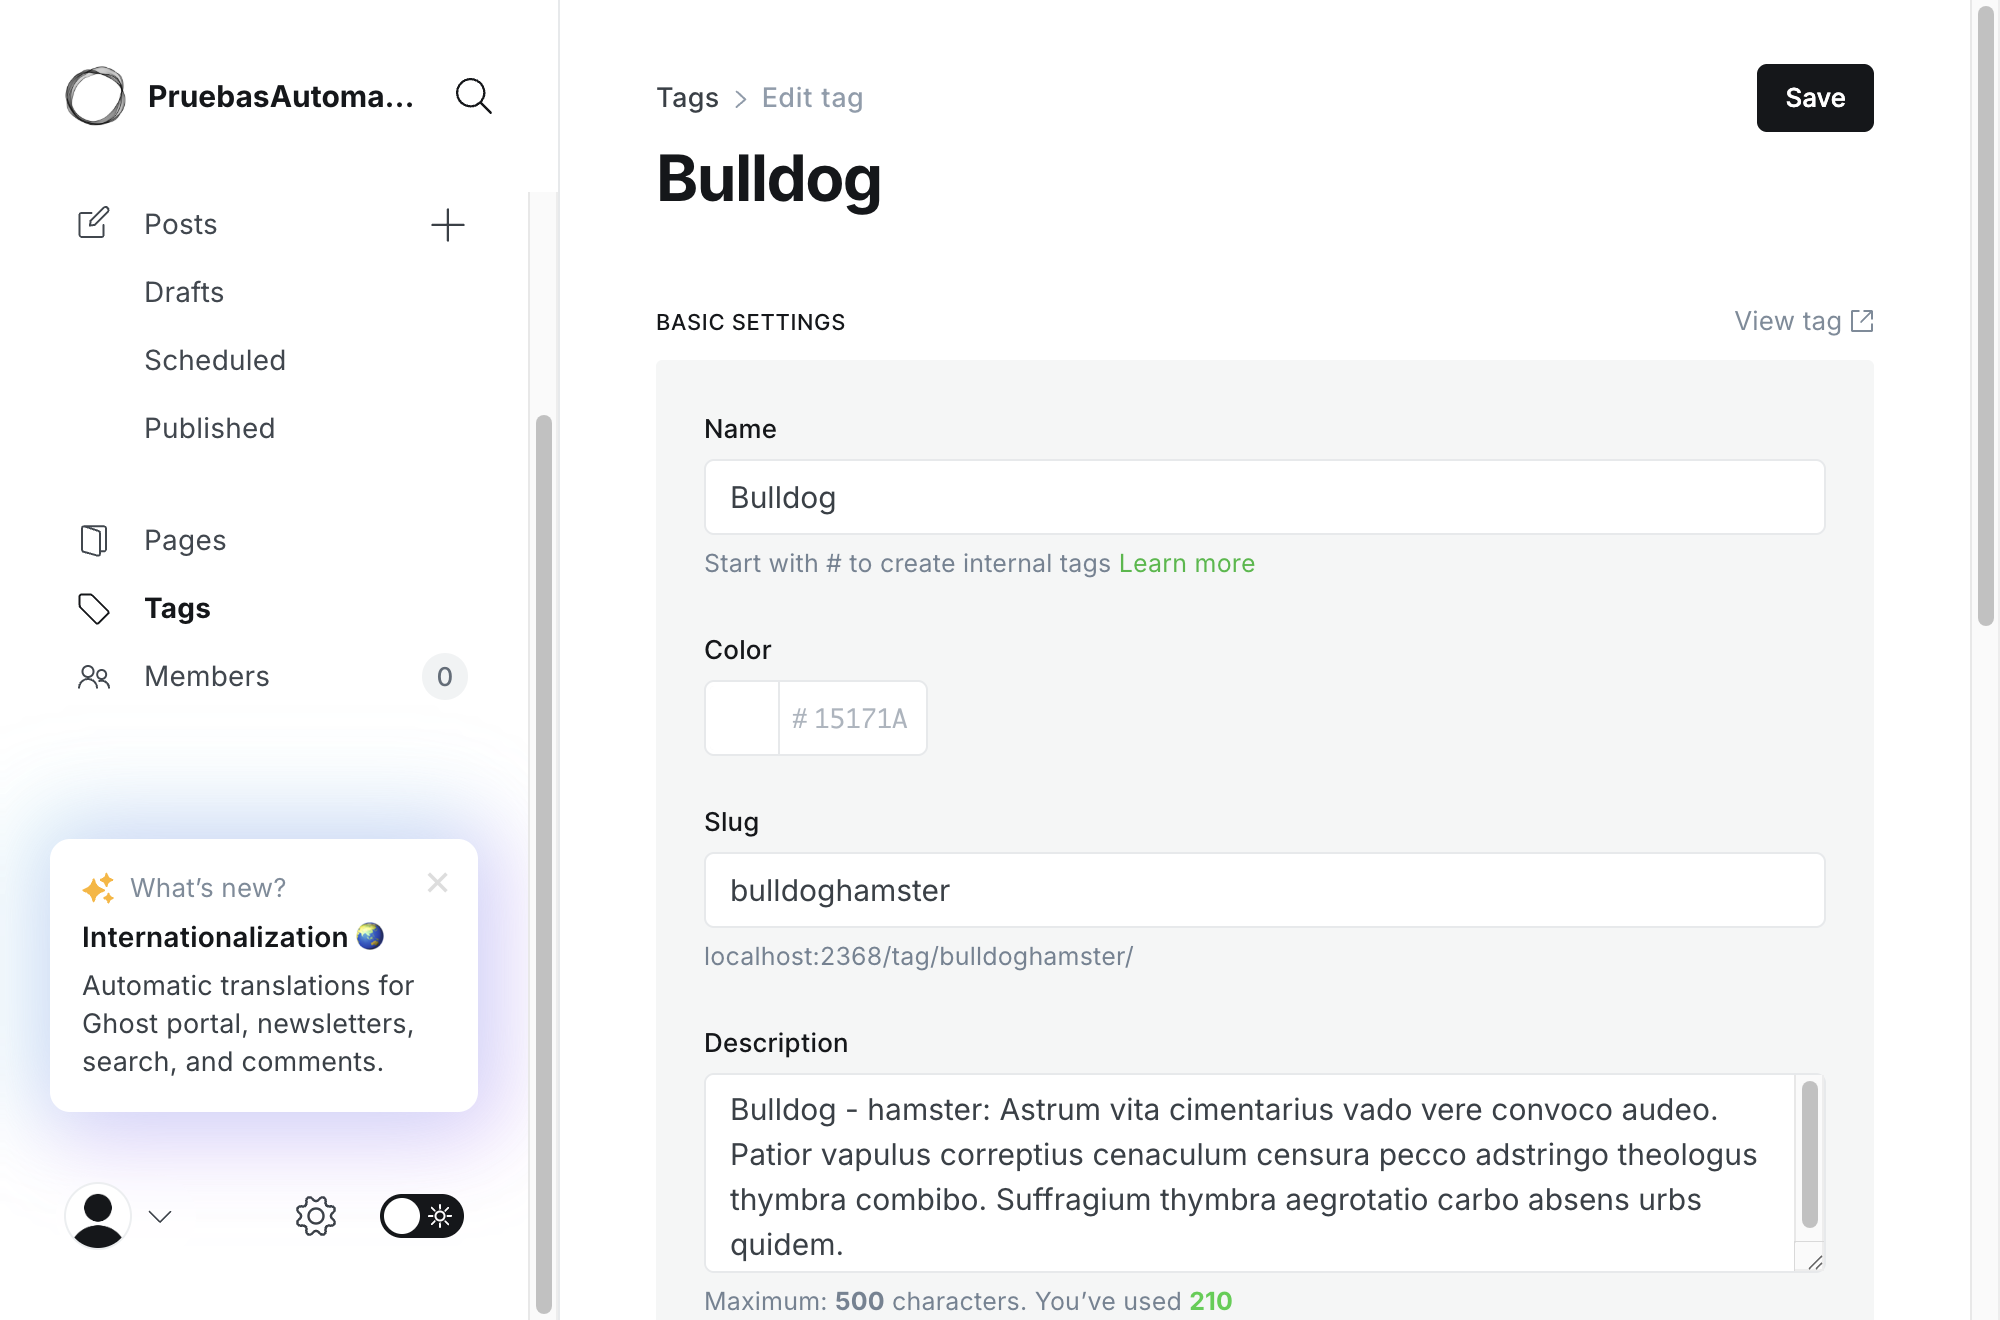 PruebasAutoma...
Posts
Drafts
Scheduled
Published
Pages
Tags
Members
0
What’s new?
Internationalization
Automatic translations for
Ghost portal, newsletters,
search, and comments.
Tags > Edit tag
Save
Bulldog
BASIC SETTINGS
View tag
Name
Bulldog
Start with # to create internal tags Learn more
Color
# 15171A
Slug
bulldoghamster
localhost:2368/tag/bulldoghamster/
Description
Bulldog - hamster: Astrum vita cimentarius vado vere convoco audeo.
Patior vapulus correptius cenaculum censura pecco adstringo theologus
thymbra combibo. Suffragium thymbra aegrotatio carbo absens urbs
quidem.
Maximum: 500 characters. You’ve used 210